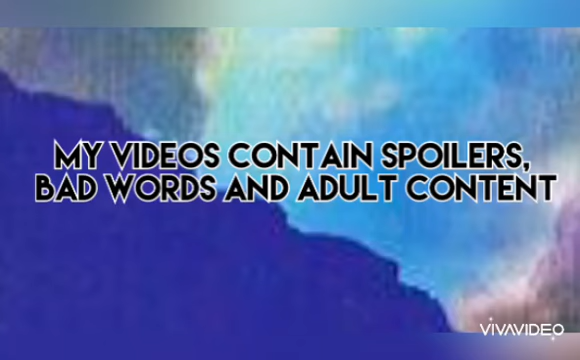 MY VIDEOS CONTAIN SPOILERS,
BAD WORDS AND ADULT CONTENT
VIVAVIDEO